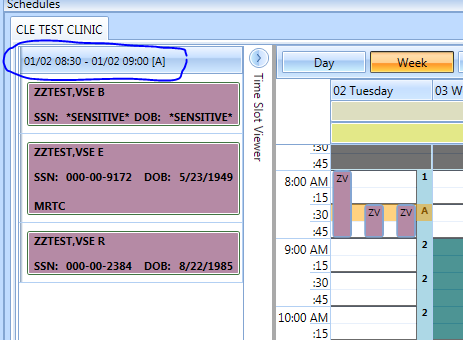 Schedules
CLE TEST CLINIC
01/02 08:30 - 01/02 09:00 [A]
ZZTEST,VSE B
SSN: *SENSITIVE* DOB: *SENSITIVE*
ZZTEST,VSE E
SSN: 000-00-9172 DOB: 5/23/1949
MRTC
ZZTEST,VSE R
SSN: 000-00-2384 DOB: 8/22/1985
Time Slot Viewer
Day
Week
02 Tuesday
03 W
:30
:45
8:00 AM
:15
:30
:45
9:00 AM
:15
:30
:45
10:00 AM
ZV
ZV
ZV
1
A
2
2
2
2